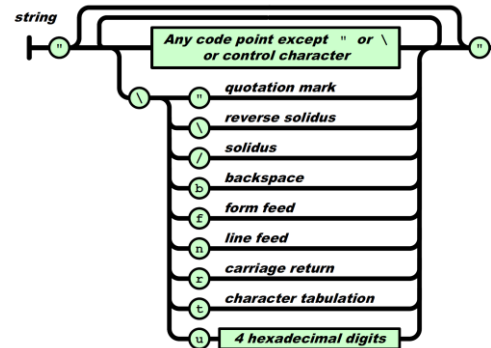 string
" Any code point except " or \ "
or control character
\ " quotation mark
\ reverse solidus
/ solidus
b backspace
f form feed
n line feed
r carriage return
t character tabulation
u 4 hexadecimal digits